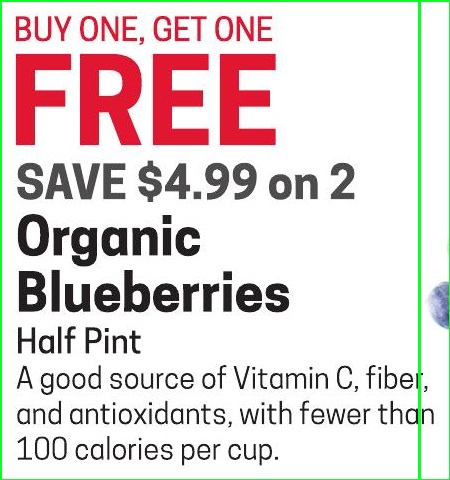 BUY ONE, GET ONE
FREE
SAVE $4.99 on 2
Organic
Blueberries
Half Pint
A good source of Vitamin C, fiber,
and antioxidants, with fewer than
100 calories per cup.